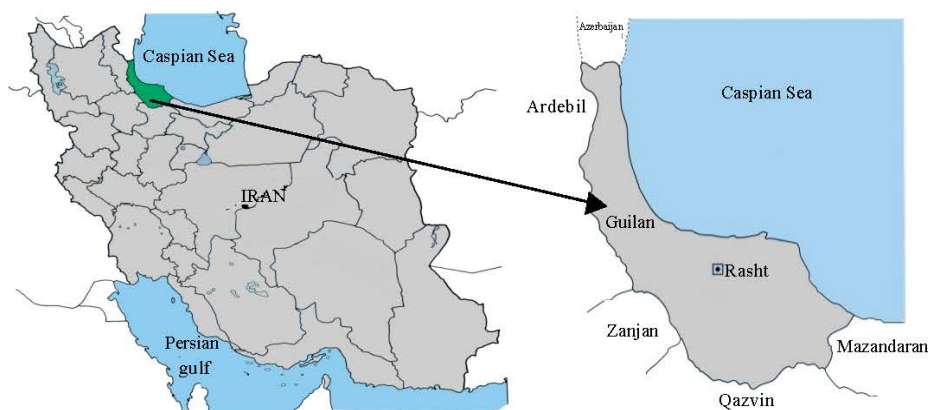 Caspian Sea
IRAN
Persian
gulf
Azerbaijan
Ardebil
Caspian Sea
Guilan
Rasht
Zanjan
Mazandaran
Qazvin